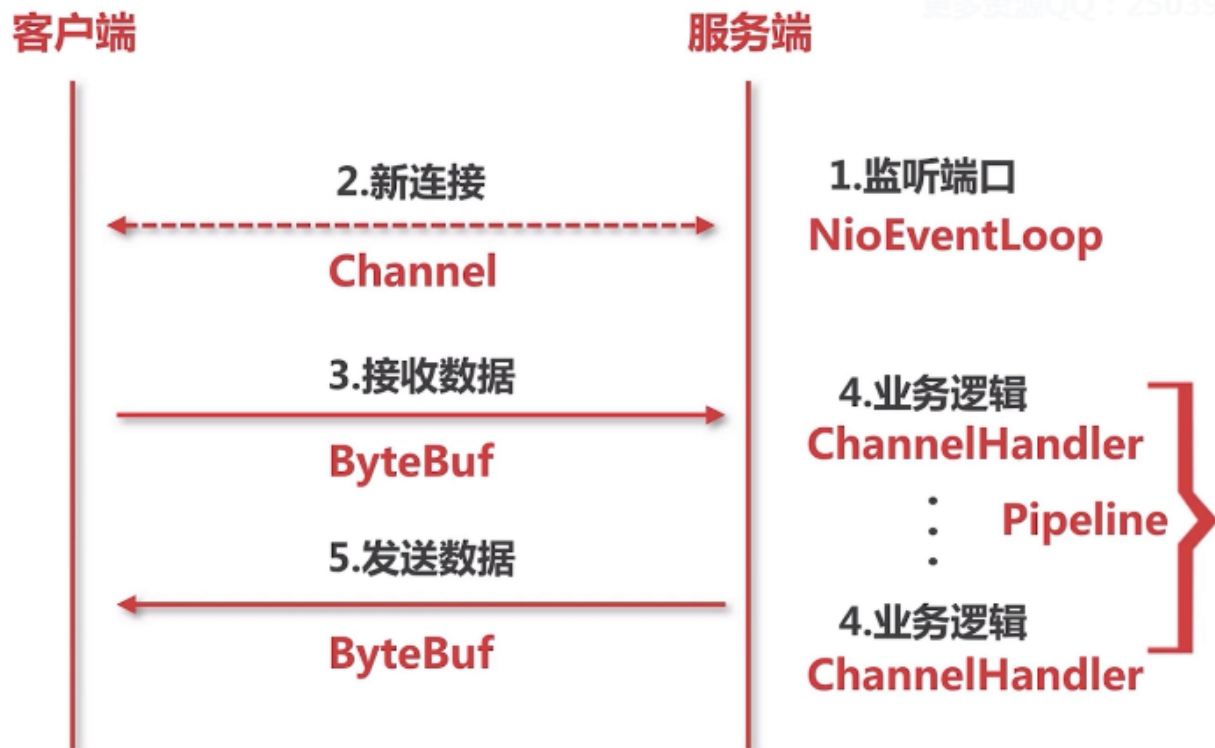 客户端
服务端
2.新连接
Channel
1.监听端口
NioEventLoop
3.接收数据
ByteBuf
4.业务逻辑
ChannelHandler
Pipeline
5.发送数据
ByteBuf
4.业务逻辑
ChannelHandler